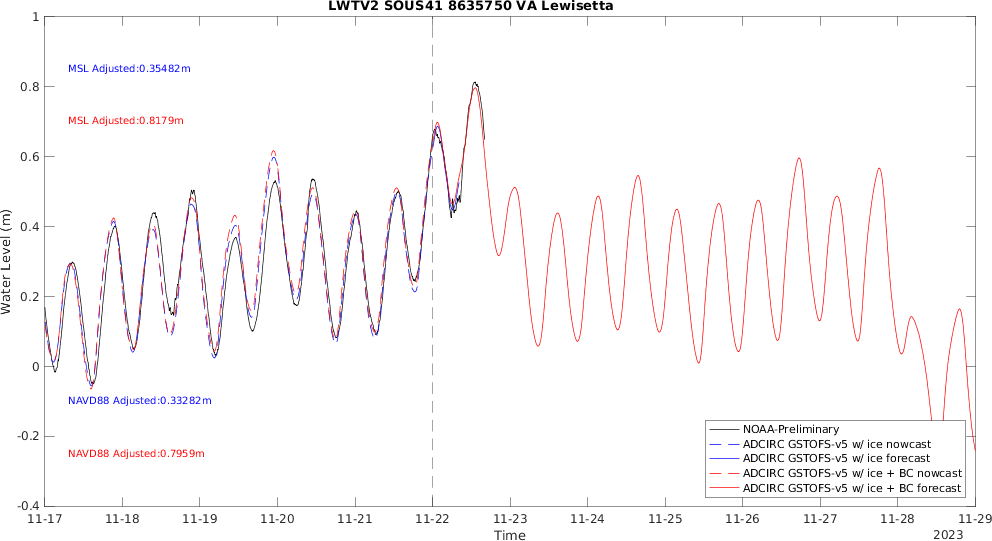 LWTV2 SOUS41 8635750 VA Lewisetta
1
0.8
0.6
0.4
0.2
0
-0.2
-0.4
Water Level (m)
MSL Adjusted:0.35482m
MSL Adjusted:0.8179m
NAVD88 Adjusted:0.33282m
NAVD88 Adjusted:0.7959m
NOAA-Preliminary
ADCIRC GSTOFS-v5 w/ ice nowcast
ADCIRC GSTOFS-v5 w/ ice forecast
ADCIRC GSTOFS-v5 w/ ice + BC nowcast
ADCIRC GSTOFS-v5 w/ ice + BC forecast
11-17 11-18 11-19 11-20 11-21 11-22 11-23 11-24 11-25 11-26 11-27 11-28 11-29
Time
2023